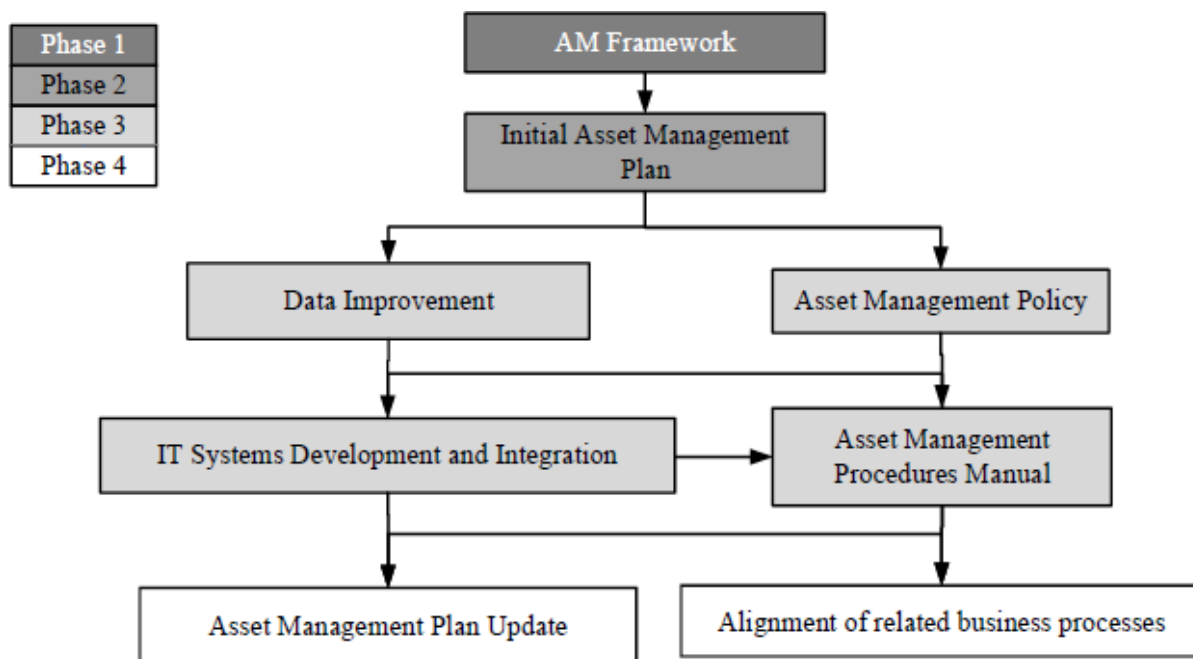 Phase 1
Phase 2
Phase 3
Phase 4
AM Framework
Initial Asset Management
Plan
Data Improvement
Asset Management Policy
IT Systems Development and Integration
Asset Management
Procedures Manual
Asset Management Plan Update
Alignment of related business processes